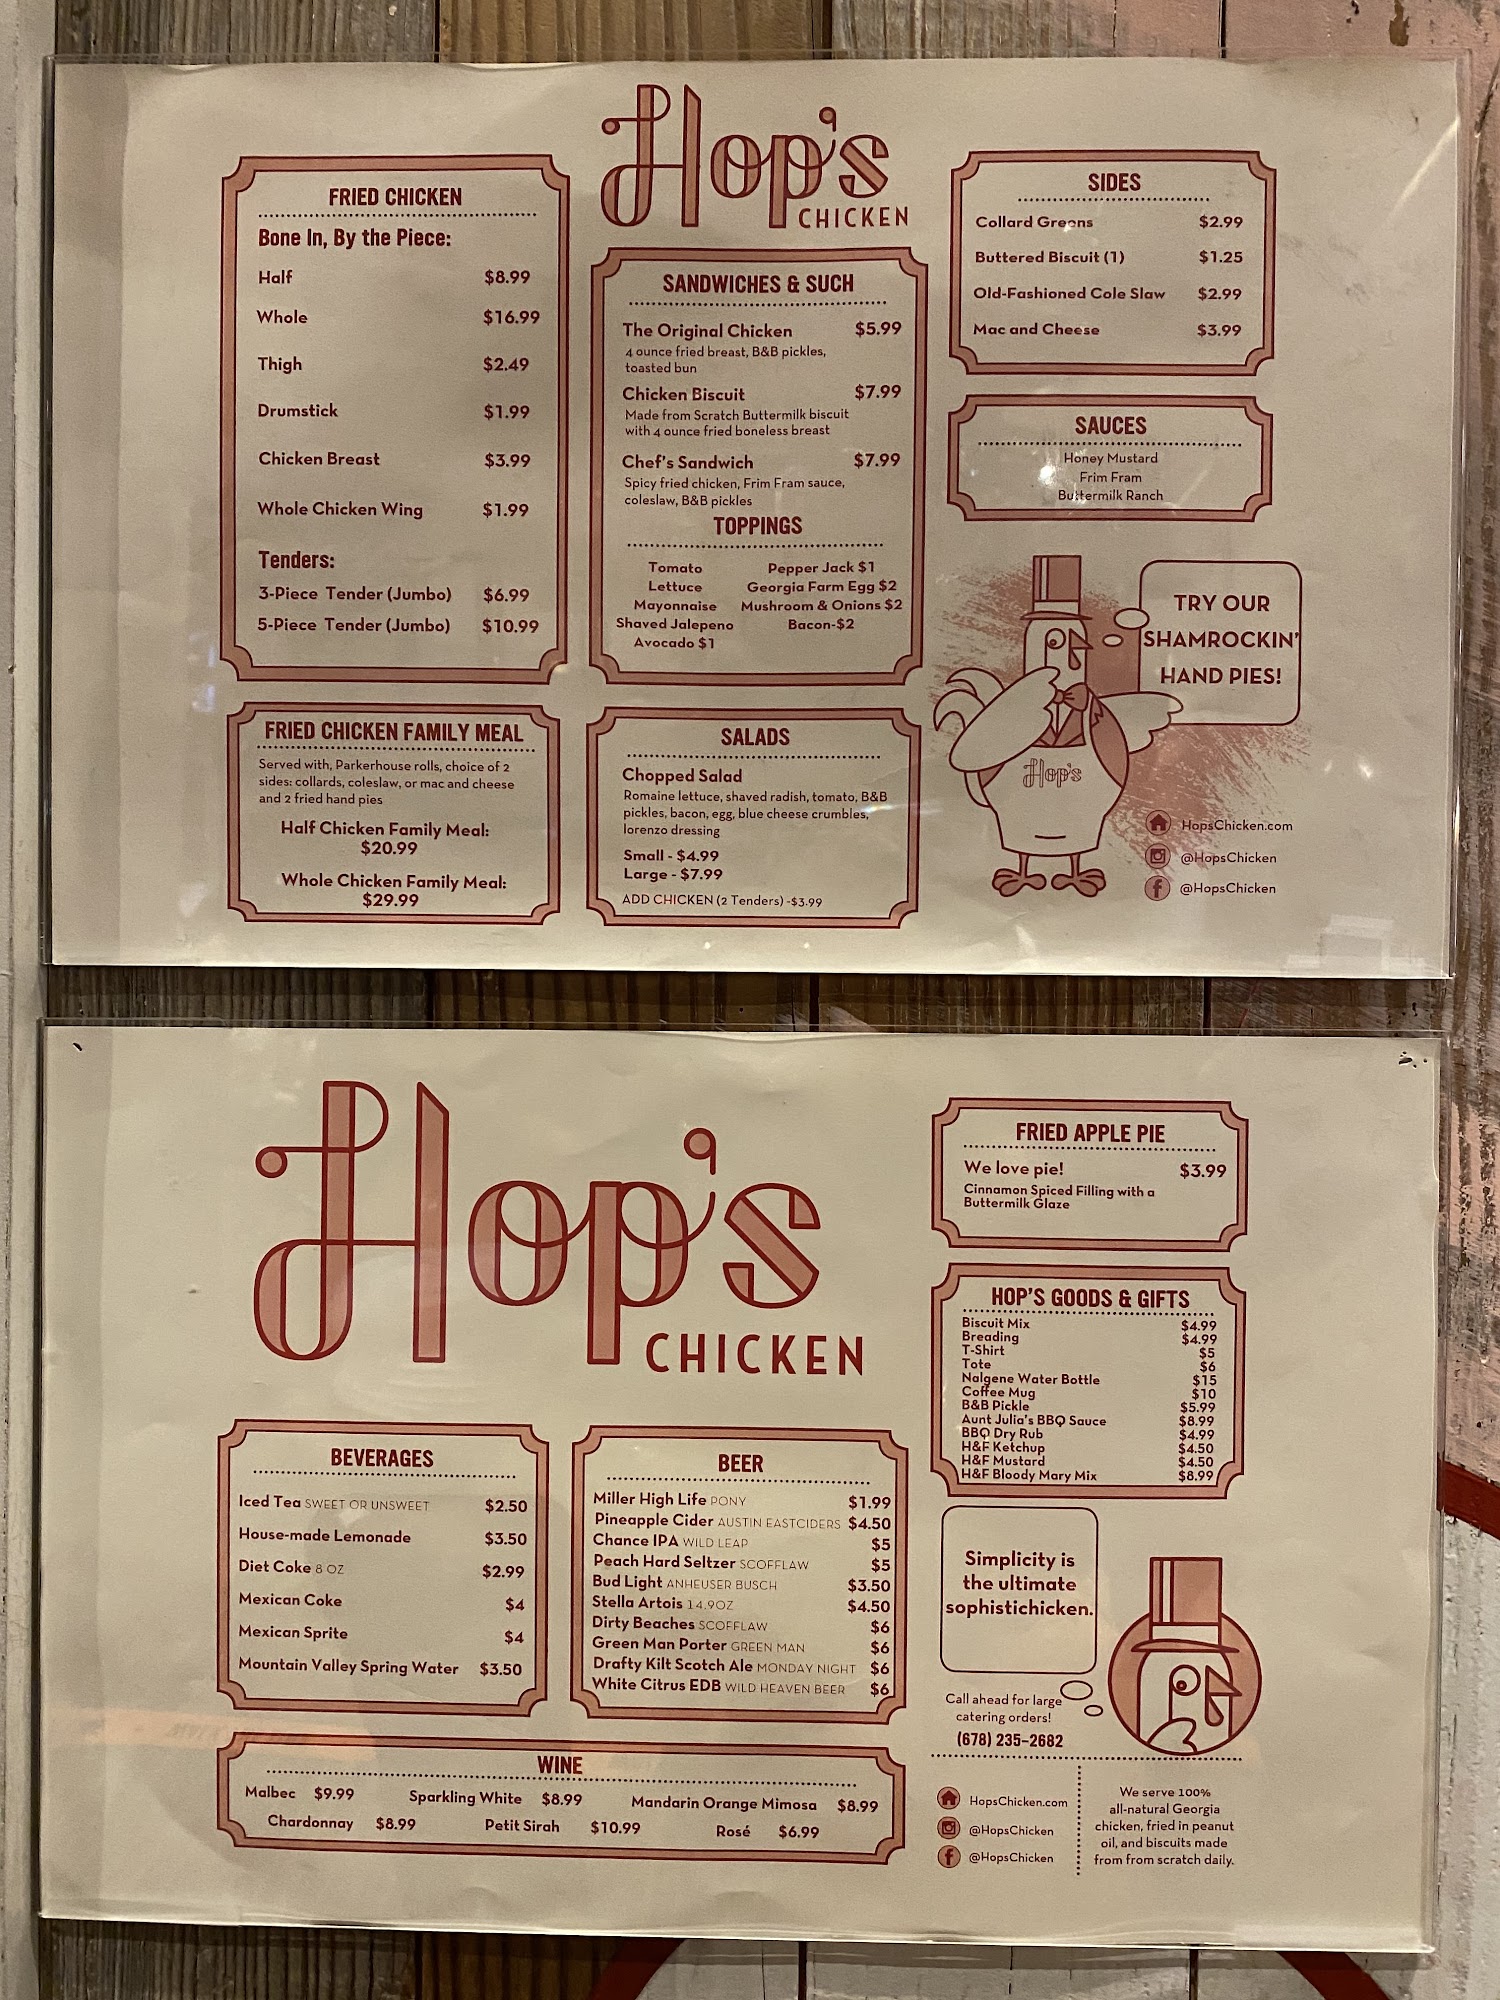 Hop's
CHICKEN
FRIED CHICKEN
Bone In, By the Piece:
Half $8.99
Whole $16.99
Thigh $2.49
Drumstick $1.99
Chicken Breast $3.99
Whole Chicken Wing $1.99
Tenders:
3-Piece Tender (Jumbo) $6.99
5-Piece Tender (Jumbo) $10.99
FRIED CHICKEN FAMILY MEAL
Served with, Parkerhouse rolls, choice of 2
sides: collards, coleslaw, or mac and cheese
and 2 fried hand pies
Half Chicken Family Meal:
$20.99
Whole Chicken Family Meal:
$29.99
SANDWICHES & SUCH
The Original Chicken $5.99
4 ounce fried breast, B&B pickles,
toasted bun
Chicken Biscuit $7.99
Made from Scratch Buttermilk biscuit
with 4 ounce fried boneless breast
Chef's Sandwich $7.99
Spicy fried chicken, Frim Fram sauce,
coleslaw, B&B pickles
TOPPINGS
Tomato Pepper Jack $1
Lettuce Georgia Farm Egg $2
Mayonnaise Mushroom & Onions $2
Shaved Jalepeno Bacon-$2
Avocado $1
SALADS
Chopped Salad
Romaine lettuce, shaved radish, tomato, B&B
pickles, bacon, egg, blue cheese crumbles,
lorenzo dressing
Small - $4.99
Large - $7.99
ADD CHICKEN (2 Tenders) -$3.99
SIDES
Collard Greens $2.99
Buttered Biscuit (1) $1.25
Old-Fashioned Cole Slaw $2.99
Mac and Cheese $3.99
SAUCES
Honey Mustard
Frim Fram
Buttermilk Ranch
TRY OUR
SHAMROCKIN'
HAND PIES!
Hop's
HopsChicken.com
@HopsChicken
@HopsChicken
Hop's
CHICKEN
BEVERAGES
Iced Tea SWEET OR UNSWEET $2.50
House-made Lemonade $3.50
Diet Coke 8 OZ $2.99
Mexican Coke $4
Mexican Sprite $4
Mountain Valley Spring Water $3.50
BEER
Miller High Life PONY $1.99
Pineapple Cider AUSTIN EASTCIDERS $4.50
Chance IPA WILD LEAP $5
Peach Hard Seltzer SCOFFLAW $5
Bud Light ANHEUSER BUSCH $3.50
Stella Artois 14.9OZ $4.50
Dirty Beaches SCOFFLAW $6
Green Man Porter GREEN MAN $6
Drafty Kilt Scotch Ale MONDAY NIGHT $6
White Citrus EDB WILD HEAVEN BEER $6
WINE
Malbec $9.99 Sparkling White $8.99 Mandarin Orange Mimosa $8.99
Chardonnay $8.99 Petit Sirah $10.99 Rosé $6.99
FRIED APPLE PIE
We love pie! $3.99
Cinnamon Spiced Filling with a
Buttermilk Glaze
HOP'S GOODS & GIFTS
Biscuit Mix $4.99
Breading $4.99
T-Shirt $5
Tote $6
Nalgene Water Bottle $15
Coffee Mug $10
B&B Pickle $5.99
Aunt Julia's BBQ Sauce $8.99
BBQ Dry Rub $4.99
H&F Ketchup $4.50
H&F Mustard $4.50
H&F Bloody Mary Mix $8.99
Simplicity is
the ultimate
sophistichicken.
Call ahead for large
catering orders!
(678) 235-2682
HopsChicken.com
@HopsChicken
@HopsChicken
We serve 100%
all-natural Georgia
chicken, fried in peanut
oil, and biscuits made
from from scratch daily.